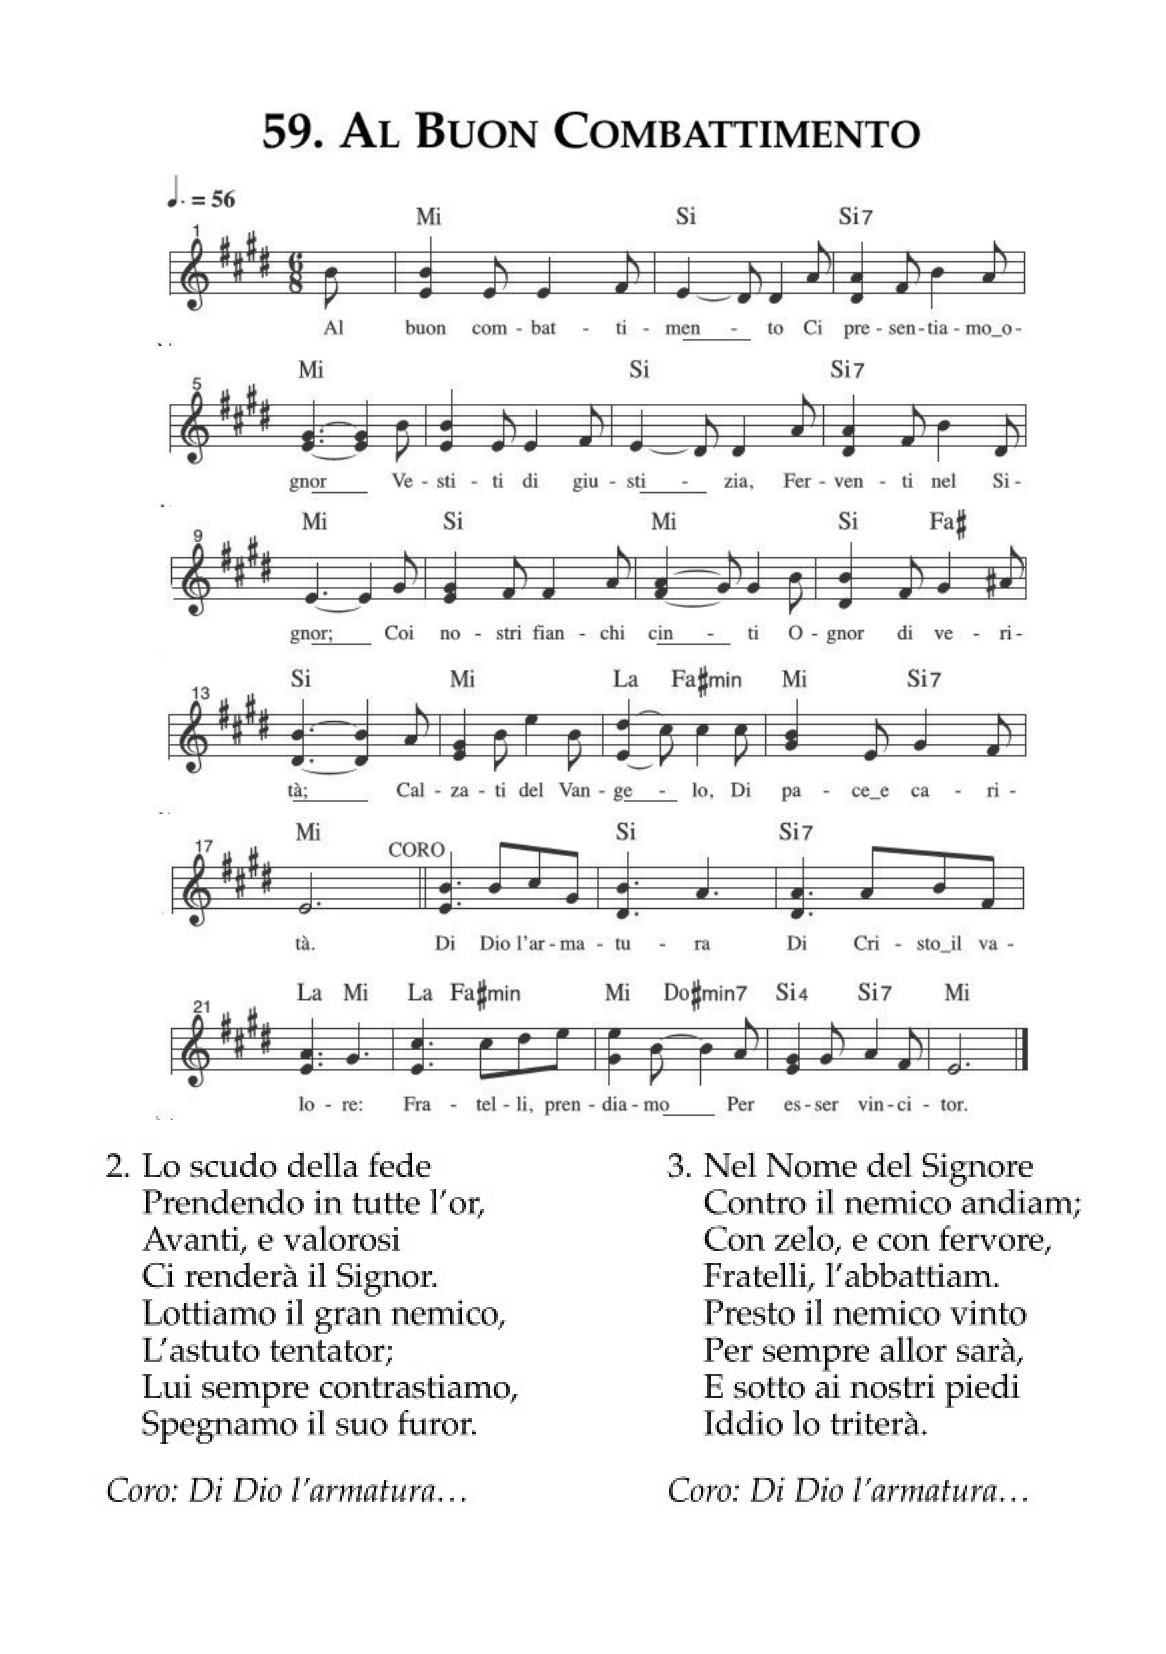 59. AL BUON COMBATTIMENTO
♩. = 56
Mi Si Si7
1
6
8
Al buon com - bat - ti - men - to Ci pre - sen - tia - mo_o -
Mi Si Si7
5
gnor Ve - sti - ti di giu - sti - zia, Fer - ven - ti nel Si -
Mi Si Mi Si Fa♯
9
gnor; Coi no - stri fian - chi cin - ti O - gnor di ve - ri -
Si Mi La Fa♯min Mi Si7
13
tà; Cal - za - ti del Van - ge - lo, Di pa - ce_e ca - ri -
Mi Si Si7
17 CORO
tà. Di Dio l'ar - ma - tu - ra Di Cri - sto_il va -
La Mi La Fa♯min Mi Do♯min7 Si4 Si7 Mi
21
lo - re: Fra - tel - li, pren - dia - mo Per es - ser vin - ci - tor.
2. Lo scudo della fede
Prendendo in tutte l'or,
Avanti, e valorosi
Ci renderà il Signor.
Lottiamo il gran nemico,
L'astuto tentator;
Lui sempre contrastiamo,
Spegnamo il suo furor.
Coro: Di Dio l'armatura…
3. Nel Nome del Signore
Contro il nemico andiam;
Con zelo, e con fervore,
Fratelli, l'abbattiam.
Presto il nemico vinto
Per sempre allor sarà,
E sotto ai nostri piedi
Iddio lo triterà.
Coro: Di Dio l'armatura…